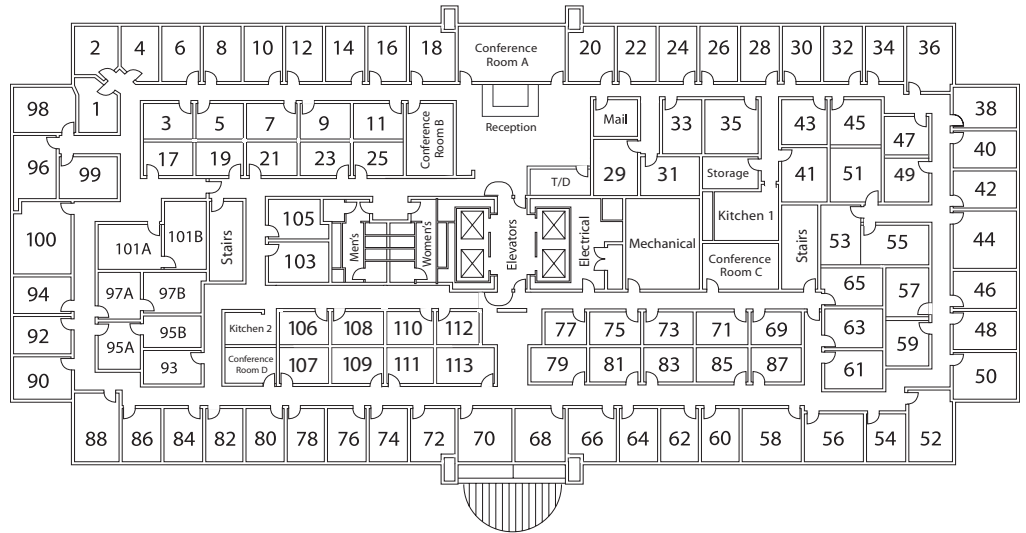 2 4 6 8 10 12 14 16 18 Conference 20 22 24 26 28 30 32 34 36
Room A
98 1 38
3 5 7 9 11 Conference Room B Reception Mail 33 35 43 45 47 40
96 99 17 19 21 23 25 T/D 29 31 Storage 41 51 49 42
100 101A 101B Stairs 105 Men's Women's Elevators Electrical Mechanical Kitchen 1 Stairs 53 55 44
103 Conference
Room C
94 97A 97B 65 57 46
92 95A 95B Kitchen 2 106 108 110 112 77 75 73 71 69 63 59 48
90 93 Conference
Room D 107 109 111 113 79 81 83 85 87 61 50
88 86 84 82 80 78 76 74 72 70 68 66 64 62 60 58 56 54 52